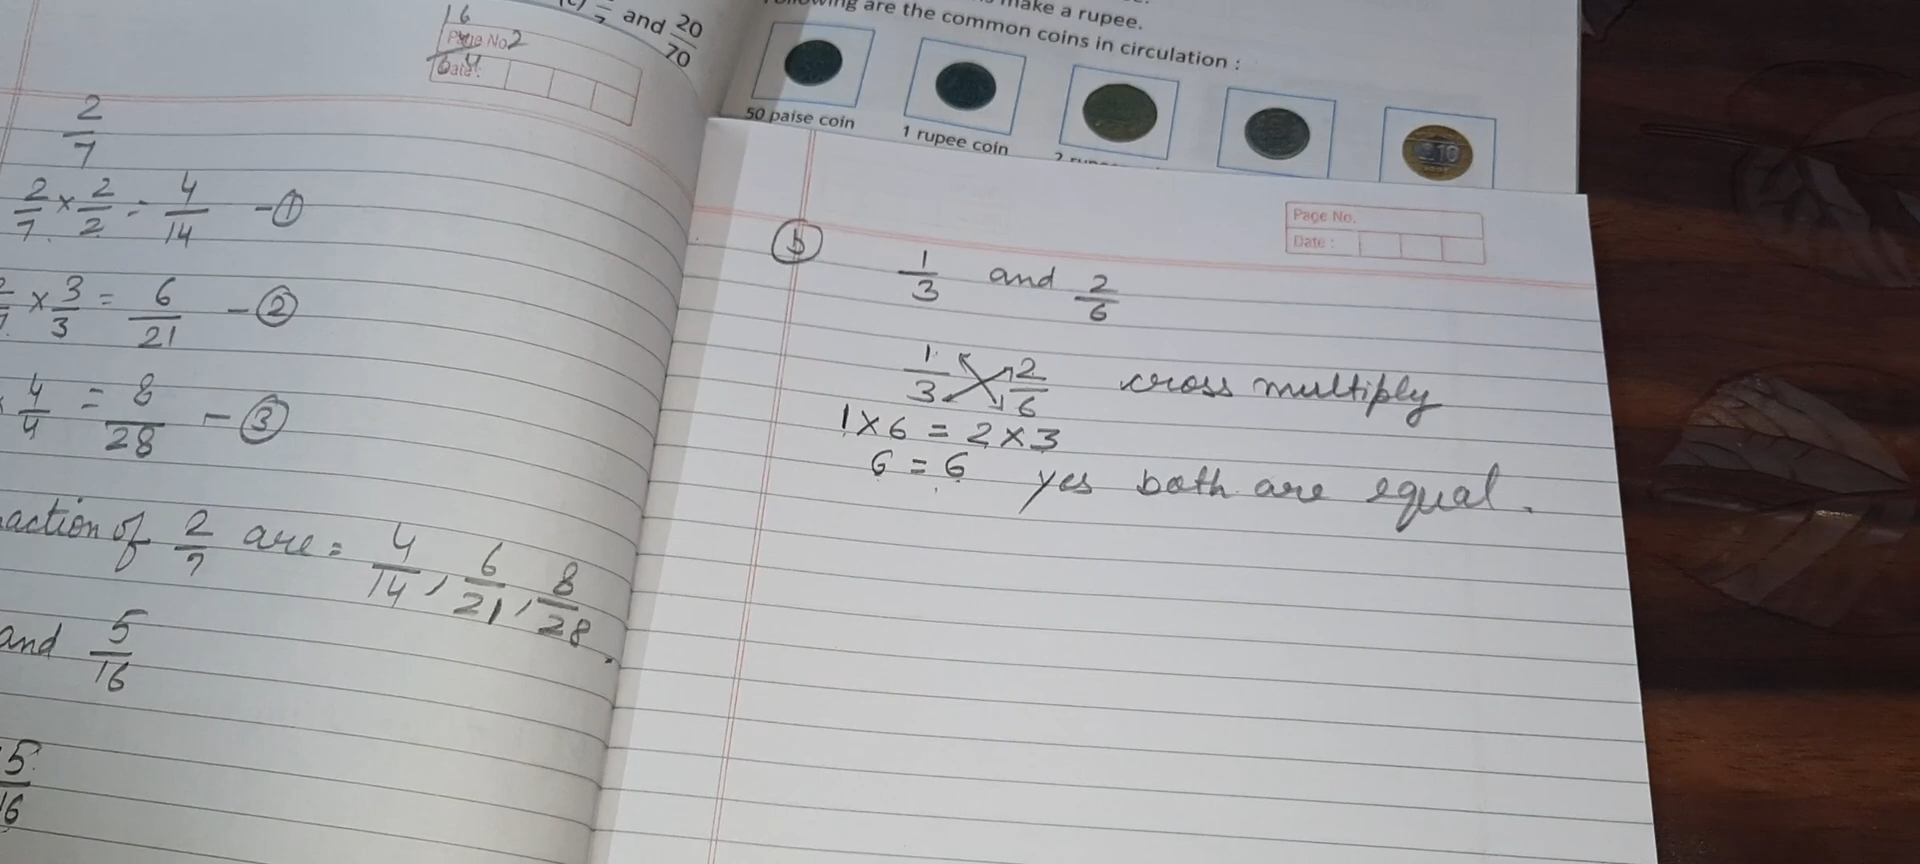 make a rupee.
are the common coins in circulation :
and 20/70
50 paise coin
1 rupee coin
16
Page No 2
Date:
2/7
2/7 × 2/2 = 4/14 - ①
× 3/3 = 6/21 - ②
4/4 = 8/28 - ③
action of 2/7 are = 4/14, 6/21, 8/28.
and 5/16
5
16
Page No.
Date :
ⓑ
1/3 and 2/6
1/3 2/6 cross multiply
1 × 6 = 2 × 3
6 = 6 yes both are equal.
10